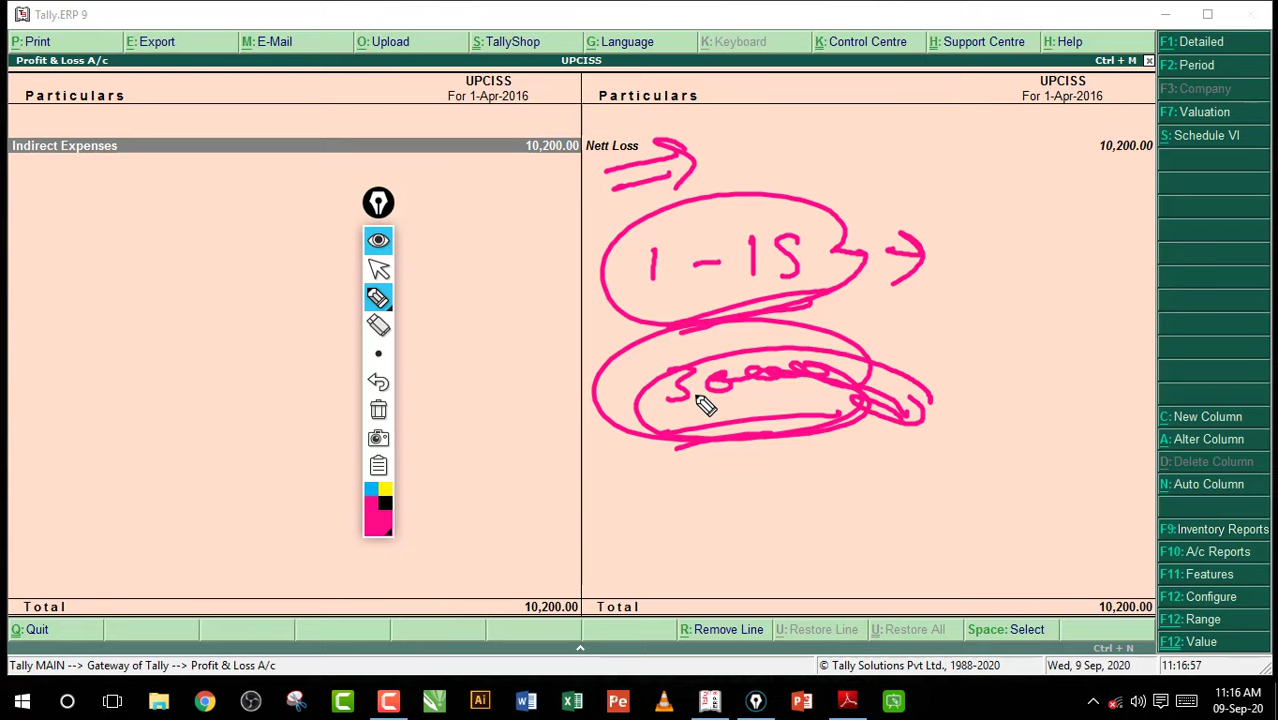 Tally.ERP 9
P: Print E: Export M: E-Mail O: Upload S: TallyShop G: Language K: Keyboard K: Control Centre H: Support Centre H: Help
Profit & Loss A/c UPCISS Ctrl + M
Particulars UPCISS For 1-Apr-2016
Particulars UPCISS For 1-Apr-2016
Indirect Expenses 10,200.00
Nett Loss 10,200.00
1 - 15
Total 10,200.00
Total 10,200.00
F1: Detailed
F2: Period
F3: Company
F7: Valuation
S: Schedule VI
C: New Column
A: Alter Column
D: Delete Column
N: Auto Column
F9: Inventory Reports
F10: A/c Reports
F11: Features
F12: Configure
F12: Range
F12: Value
Q: Quit R: Remove Line U: Restore Line U: Restore All Space: Select
Ctrl + N
Tally MAIN --> Gateway of Tally --> Profit & Loss A/c © Tally Solutions Pvt Ltd., 1988-2020 Wed, 9 Sep, 2020 11:16:57
11:16 AM
09-Sep-20